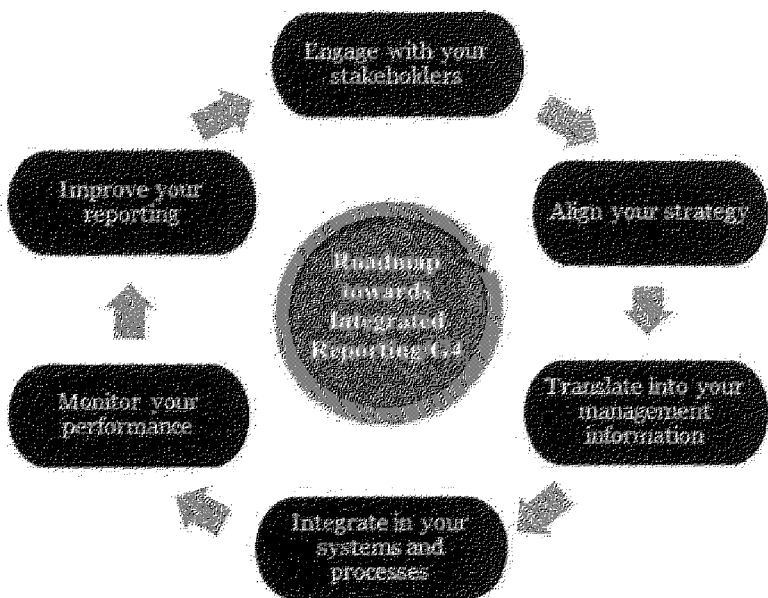 Engage with your
stakeholders
Align your strategy
Translate into your
management
information
Integrate in your
systems and
processes
Monitor your
performance
Improve your
reporting
Roadmap
towards
Integrated
Reporting/G4